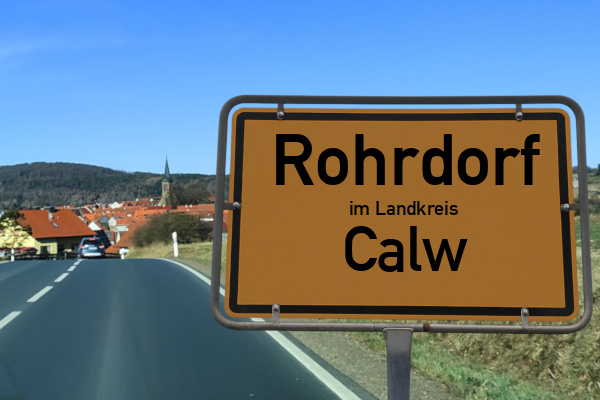 Rohrdorf
im Landkreis
Calw